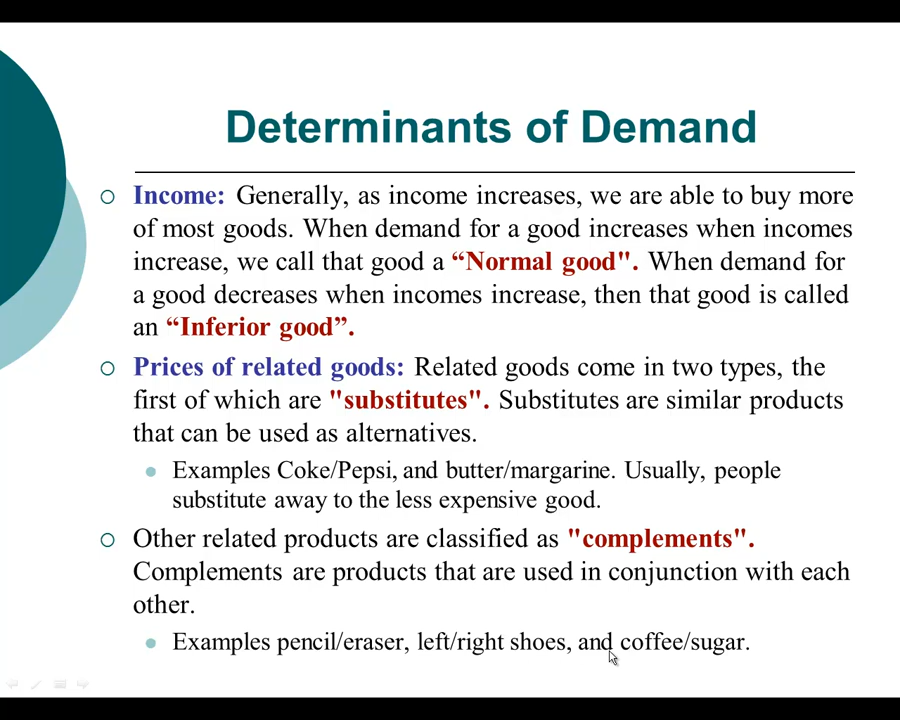 Determinants of Demand
Income: Generally, as income increases, we are able to buy more
of most goods. When demand for a good increases when incomes
increase, we call that good a “Normal good". When demand for
a good decreases when incomes increase, then that good is called
an “Inferior good”.
Prices of related goods: Related goods come in two types, the
first of which are "substitutes". Substitutes are similar products
that can be used as alternatives.
Examples Coke/Pepsi, and butter/margarine. Usually, people
substitute away to the less expensive good.
Other related products are classified as "complements".
Complements are products that are used in conjunction with each
other.
Examples pencil/eraser, left/right shoes, and coffee/sugar.